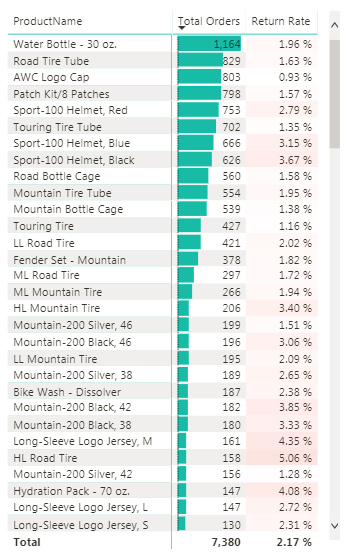 ProductName Total Orders Return Rate
Water Bottle - 30 oz. 1,164 1.96 %
Road Tire Tube 829 1.63 %
AWC Logo Cap 803 0.93 %
Patch Kit/8 Patches 798 1.57 %
Sport-100 Helmet, Red 753 2.79 %
Touring Tire Tube 702 1.35 %
Sport-100 Helmet, Blue 666 3.15 %
Sport-100 Helmet, Black 626 3.67 %
Road Bottle Cage 560 1.58 %
Mountain Tire Tube 554 1.95 %
Mountain Bottle Cage 539 1.38 %
Touring Tire 427 1.16 %
LL Road Tire 421 2.02 %
Fender Set - Mountain 378 1.82 %
ML Road Tire 297 1.72 %
ML Mountain Tire 266 1.94 %
HL Mountain Tire 206 3.40 %
Mountain-200 Silver, 46 199 1.51 %
Mountain-200 Black, 46 196 3.06 %
LL Mountain Tire 195 2.09 %
Mountain-200 Silver, 38 189 2.65 %
Bike Wash - Dissolver 187 2.38 %
Mountain-200 Black, 42 182 3.85 %
Mountain-200 Black, 38 180 3.33 %
Long-Sleeve Logo Jersey, M 161 4.35 %
HL Road Tire 158 5.06 %
Mountain-200 Silver, 42 156 1.28 %
Hydration Pack - 70 oz. 147 4.08 %
Long-Sleeve Logo Jersey, L 147 2.72 %
Long-Sleeve Logo Jersey, S 130 2.31 %
Total 7,380 2.17 %